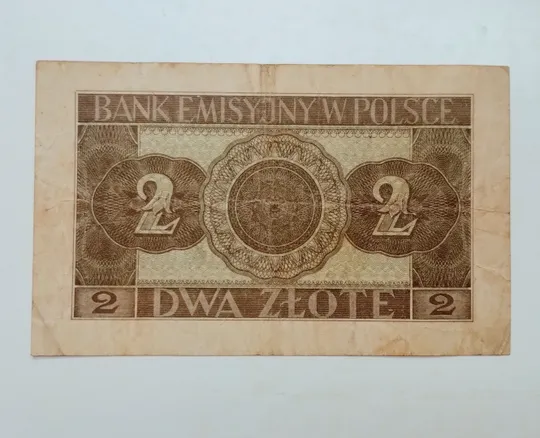 BANK EMISYJNY W POLSCE
2 2
2 DWA ZŁOTE 2